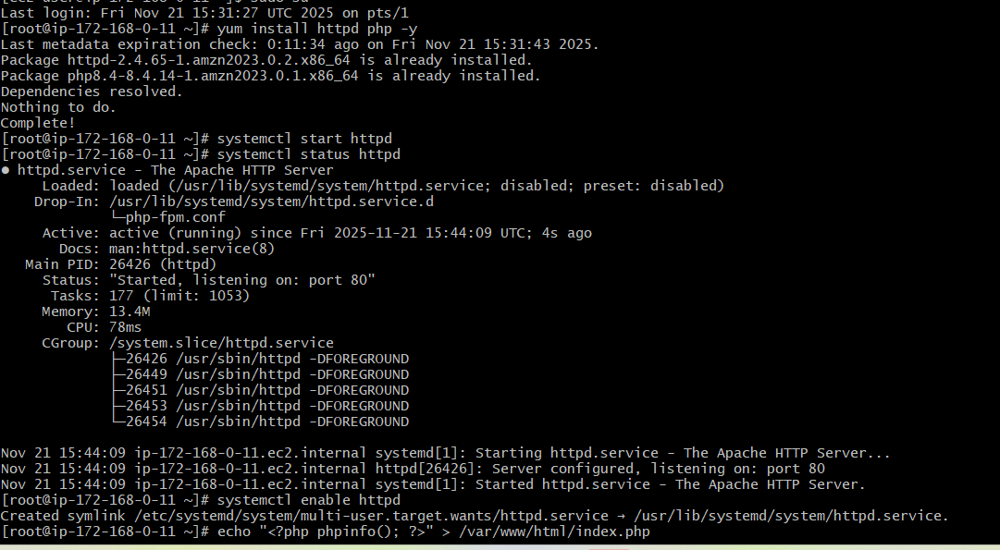 Last login: Fri Nov 21 15:31:27 UTC 2025 on pts/1
[root@ip-172-168-0-11 ~]# yum install httpd php -y
Last metadata expiration check: 0:11:34 ago on Fri Nov 21 15:31:43 2025.
Package httpd-2.4.65-1.amzn2023.0.2.x86_64 is already installed.
Package php8.4-8.4.14-1.amzn2023.0.1.x86_64 is already installed.
Dependencies resolved.
Nothing to do.
Complete!
[root@ip-172-168-0-11 ~]# systemctl start httpd
[root@ip-172-168-0-11 ~]# systemctl status httpd
● httpd.service - The Apache HTTP Server
     Loaded: loaded (/usr/lib/systemd/system/httpd.service; disabled; preset: disabled)
    Drop-In: /usr/lib/systemd/system/httpd.service.d
             └─php-fpm.conf
     Active: active (running) since Fri 2025-11-21 15:44:09 UTC; 4s ago
       Docs: man:httpd.service(8)
   Main PID: 26426 (httpd)
     Status: "Started, listening on: port 80"
      Tasks: 177 (limit: 1053)
     Memory: 13.4M
        CPU: 78ms
     CGroup: /system.slice/httpd.service
             ├─26426 /usr/sbin/httpd -DFOREGROUND
             ├─26449 /usr/sbin/httpd -DFOREGROUND
             ├─26451 /usr/sbin/httpd -DFOREGROUND
             ├─26453 /usr/sbin/httpd -DFOREGROUND
             └─26454 /usr/sbin/httpd -DFOREGROUND
Nov 21 15:44:09 ip-172-168-0-11.ec2.internal systemd[1]: Starting httpd.service - The Apache HTTP Server...
Nov 21 15:44:09 ip-172-168-0-11.ec2.internal httpd[26426]: Server configured, listening on: port 80
Nov 21 15:44:09 ip-172-168-0-11.ec2.internal systemd[1]: Started httpd.service - The Apache HTTP Server.
[root@ip-172-168-0-11 ~]# systemctl enable httpd
Created symlink /etc/systemd/system/multi-user.target.wants/httpd.service → /usr/lib/systemd/system/httpd.service.
[root@ip-172-168-0-11 ~]# echo "<?php phpinfo(); ?>" > /var/www/html/index.php